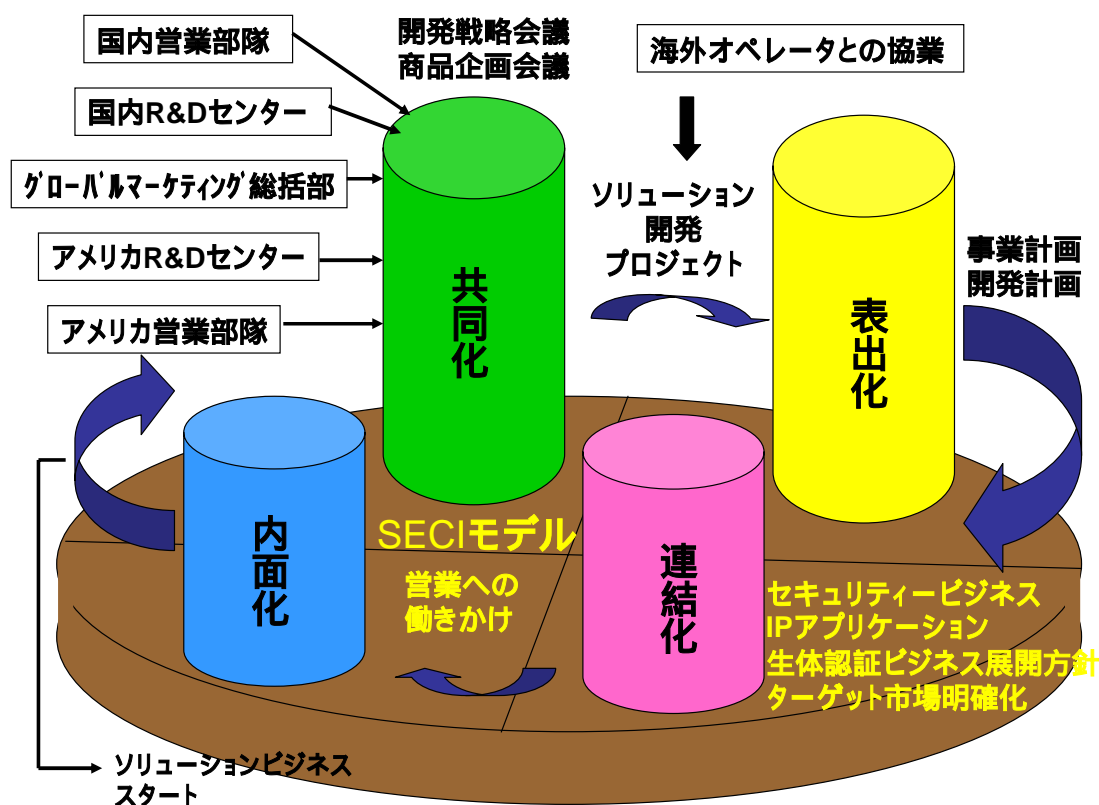 国内営業部隊
国内R&Dセンター
グローバルマーケティング総括部
アメリカR&Dセンター
アメリカ営業部隊
開発戦略会議
商品企画会議
海外オペレータとの協業
ソリューション
開発
プロジェクト
事業計画
開発計画
共同化
表出化
内面化
連結化
SECIモデル
営業への
働きかけ
セキュリティービジネス
IPアプリケーション
生体認証ビジネス展開方針
ターゲット市場明確化
ソリューションビジネス
スタート